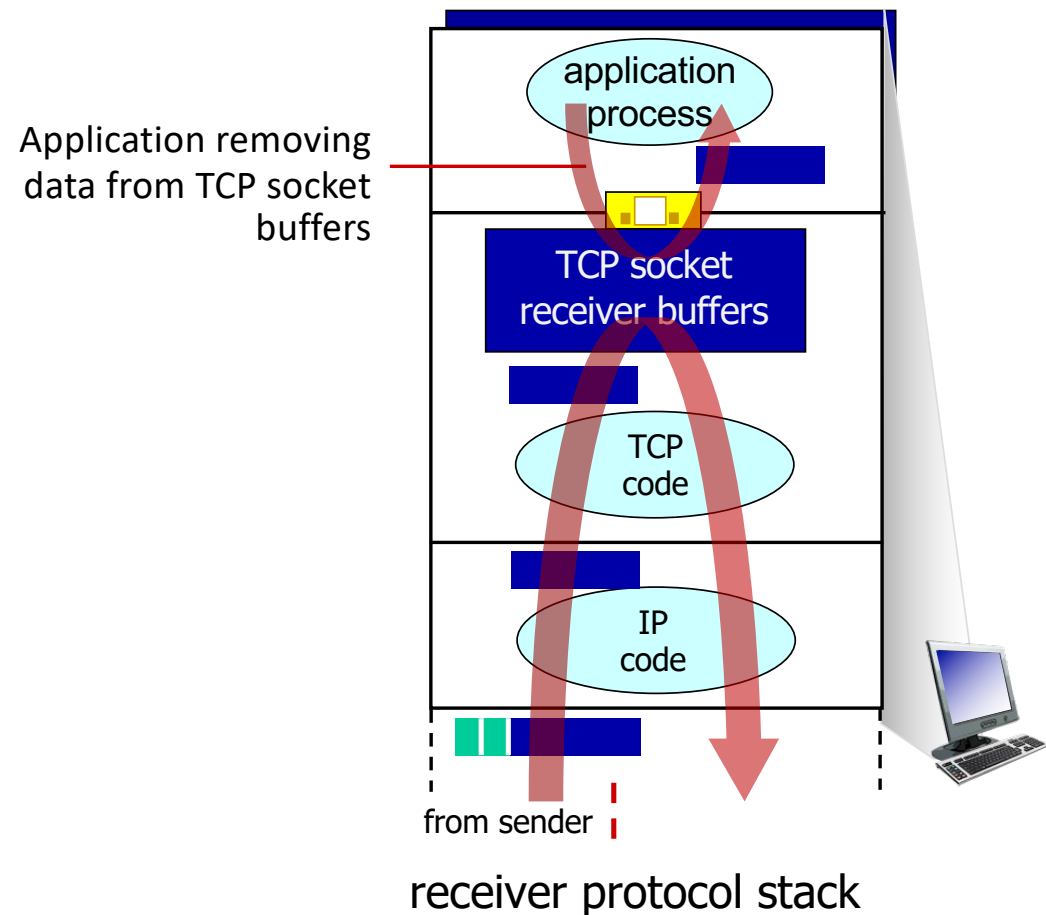 application
process
Application removing
data from TCP socket
buffers
TCP socket
receiver buffers
TCP
code
IP
code
from sender
receiver protocol stack